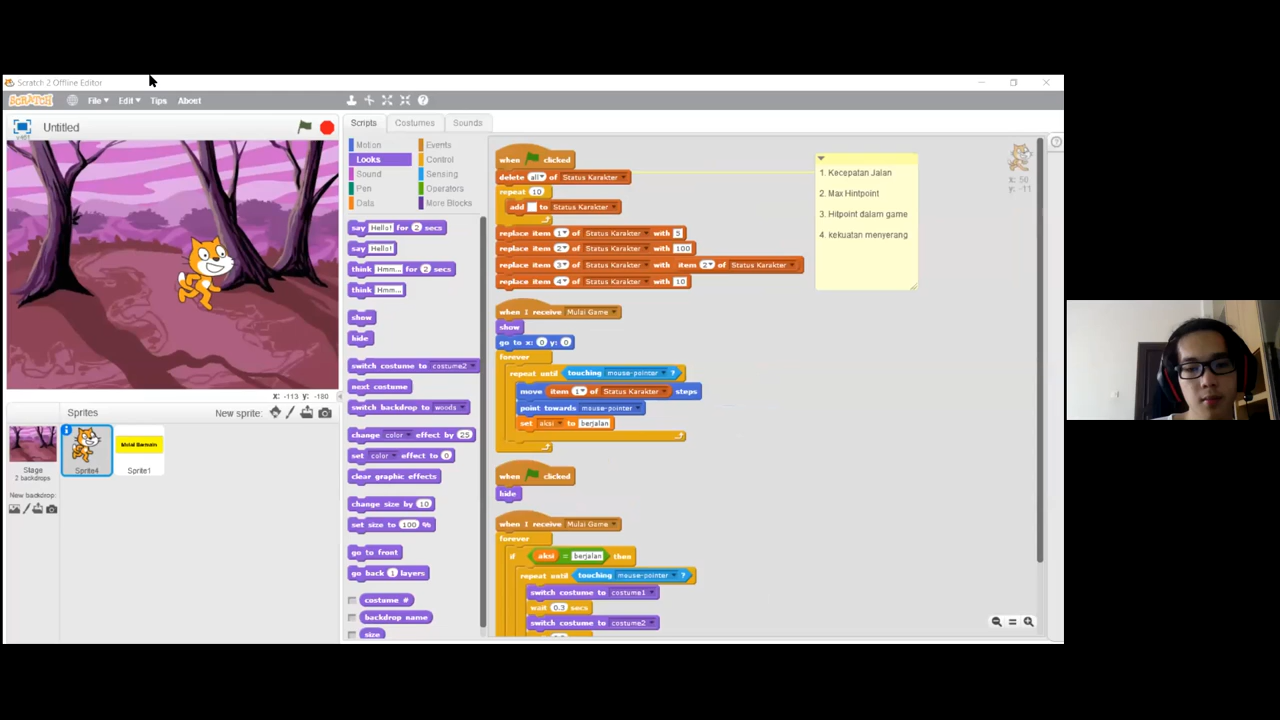 Scratch 2 Offline Editor
SCRATCH File Edit Tips About
Untitled
Scripts Costumes Sounds
Motion Events
Looks Control
Sound Sensing
Pen Operators
Data More Blocks
say Hello! for 2 secs
say Hello!
think Hmm... for 2 secs
think Hmm...
show
hide
switch costume to costume2
next costume
switch backdrop to woods
change color effect by 25
set color effect to 0
clear graphic effects
change size by 10
set size to 100 %
go to front
go back 1 layers
costume #
backdrop name
size
when clicked
delete all of Status Karakter
repeat 10
add to Status Karakter
replace item 1 of Status Karakter with 5
replace item 2 of Status Karakter with 100
replace item 3 of Status Karakter with item 2 of Status Karakter
replace item 4 of Status Karakter with 10
when I receive Mulai Game
show
go to x: 0 y: 0
forever
repeat until touching mouse-pointer ?
move item 1 of Status Karakter steps
point towards mouse-pointer
set aksi to berjalan
when clicked
hide
when I receive Mulai Game
forever
if aksi = berjalan then
repeat until touching mouse-pointer ?
switch costume to costume1
wait 0.3 secs
switch costume to costume2
1. Kecepatan Jalan
2. Max Hintpoint
3. Hitpoint dalam game
4. kekuatan menyerang
x: 50
y: -11
x: -113 y: -180
Sprites New sprite:
Mulai Bermain
Stage
2 backdrops
New backdrop:
Sprite4
Sprite1